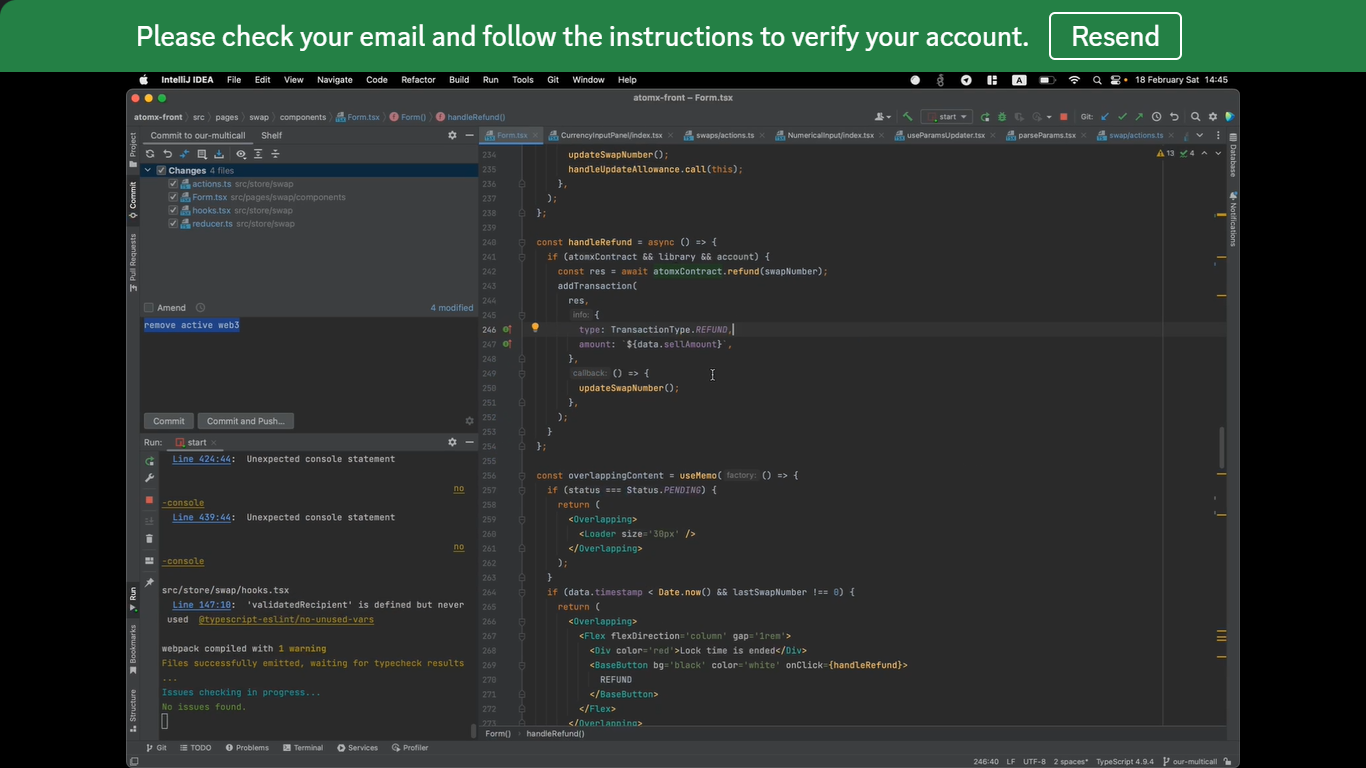 Please check your email and follow the instructions to verify your account. Resend
IntelliJ IDEA File Edit View Navigate Code Refactor Build Run Tools Git Window Help A 18 February Sat 14:45
atomx-front – Form.tsx
atomx-front src pages swap components Form.tsx Form() handleRefund() start Git:
Commit to our-multicall Shelf
Form.tsx CurrencyInputPanel/index.tsx swaps/actions.ts NumericalInput/index.tsx useParamsUpdater.ts parseParams.tsx swap/actions.ts
Project
Commit
Pull Requests
Changes 4 files
actions.ts src/store/swap
Form.tsx src/pages/swap/components
hooks.tsx src/store/swap
reducer.ts src/store/swap
Amend 4 modified
remove active web3
Commit Commit and Push...
Run: start
Line 424:44: Unexpected console statement
no
-console
Line 439:44: Unexpected console statement
no
-console
src/store/swap/hooks.tsx
Line 147:10: 'validatedRecipient' is defined but never
used @typescript-eslint/no-unused-vars
webpack compiled with 1 warning
Files successfully emitted, waiting for typecheck results
...
Issues checking in progress...
No issues found.
Run
Bookmarks
Structure
13 4
234 updateSwapNumber();
235 handleUpdateAllowance.call(this);
236 },
237 );
238 };
239
240 const handleRefund = async () => {
241 if (atomxContract && library && account) {
242 const res = await atomxContract.refund(swapNumber);
243 addTransaction(
244 res,
245 info: {
246 type: TransactionType.REFUND,
247 amount: `${data.sellAmount}`,
248 },
249 callback: () => {
250 updateSwapNumber();
251 },
252 );
253 }
254 };
255
256 const overlappingContent = useMemo( factory: () => {
257 if (status === Status.PENDING) {
258 return (
259 <Overlapping>
260 <Loader size='30px' />
261 </Overlapping>
262 );
263 }
264 if (data.timestamp < Date.now() && lastSwapNumber !== 0) {
265 return (
266 <Overlapping>
267 <Flex flexDirection='column' gap='1rem'>
268 <Div color='red'>Lock time is ended</Div>
269 <BaseButton bg='black' color='white' onClick={handleRefund}>
270 REFUND
271 </BaseButton>
272 </Flex>
273 </Overlapping>
Form() handleRefund()
Database
Notifications
Git TODO Problems Terminal Services Profiler
246:40 LF UTF-8 2 spaces* TypeScript 4.9.4 our-multicall